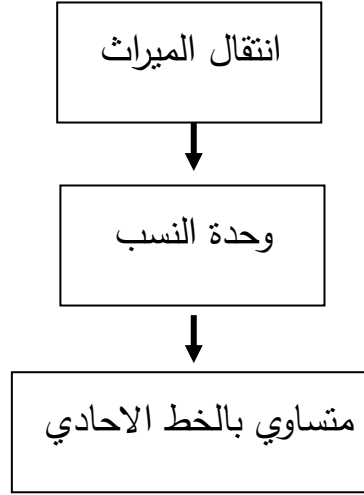 انتقال الميراث
وحدة النسب
متساوي بالخط الاحادي